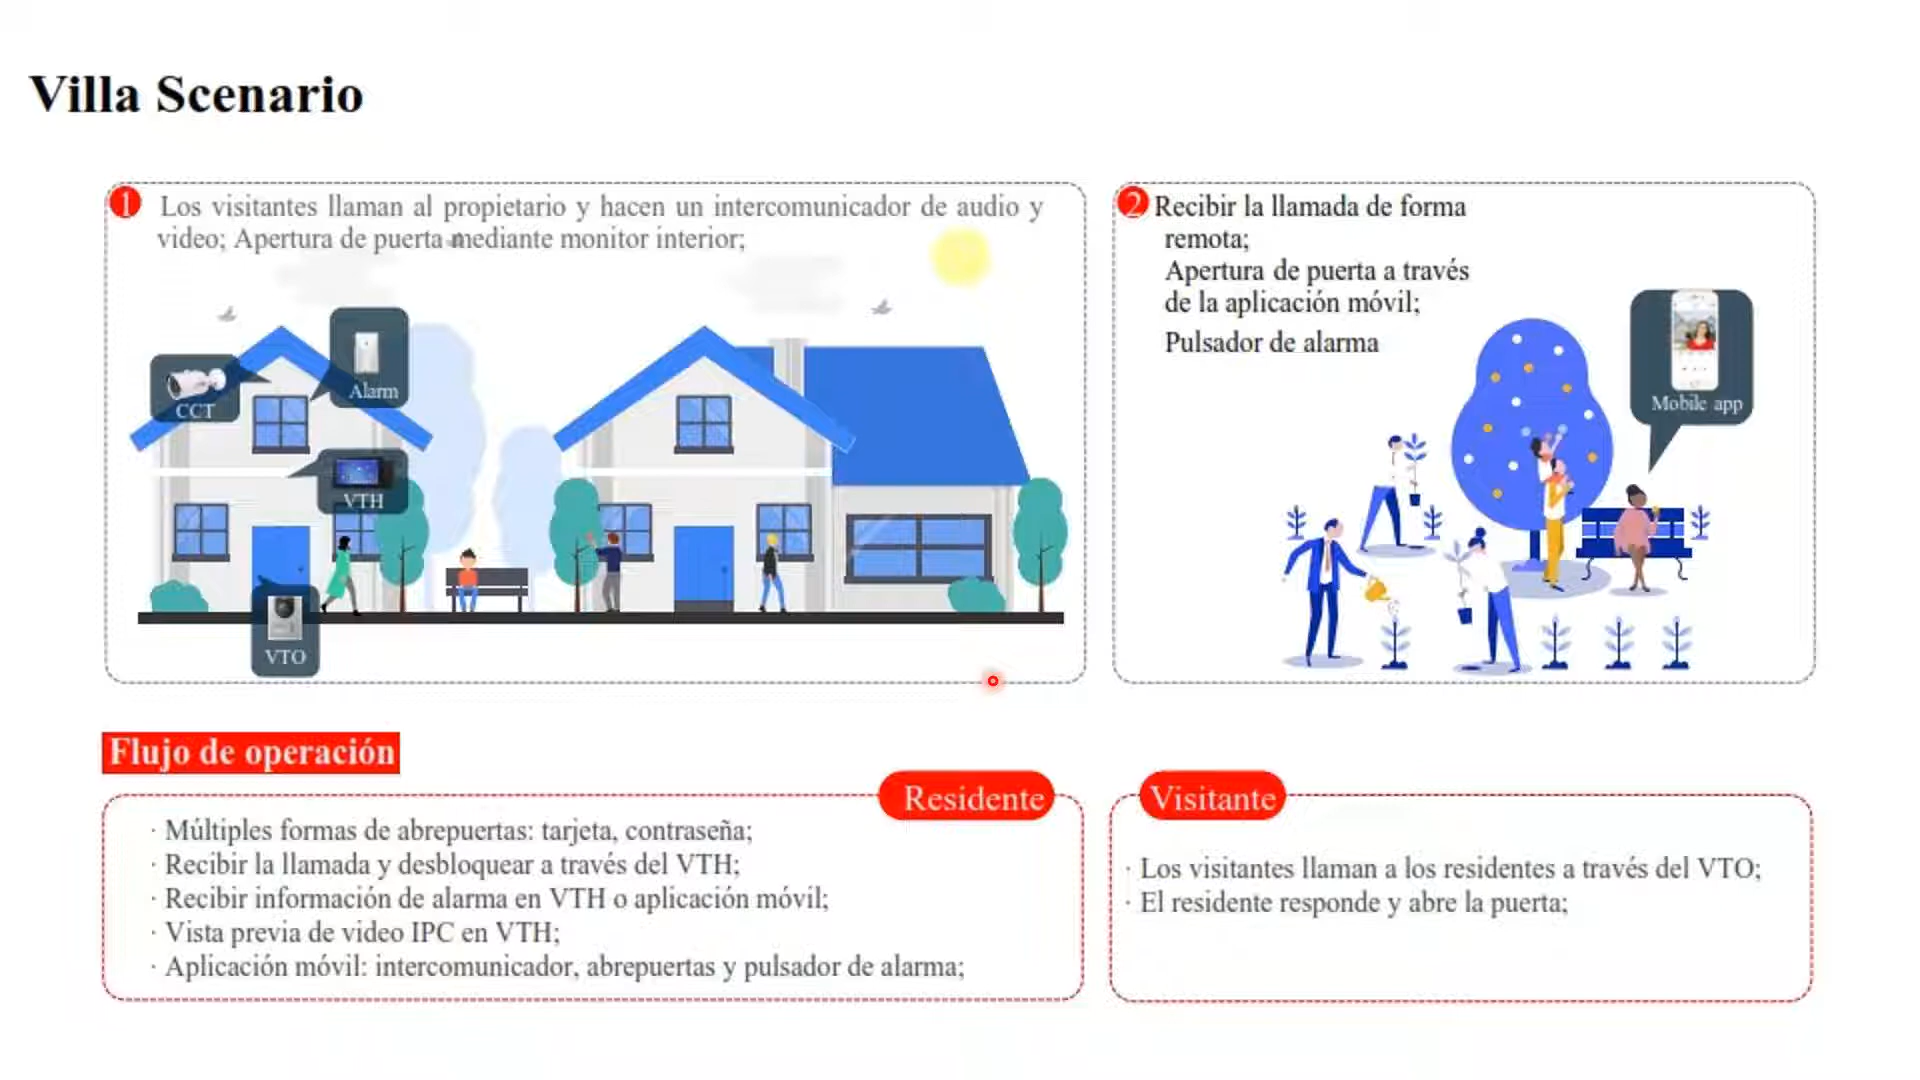 Villa Scenario
1 Los visitantes llaman al propietario y hacen un intercomunicador de audio y
video; Apertura de puerta mediante monitor interior;
Alarm
CCT
VTH
VTO
2 Recibir la llamada de forma
remota;
Apertura de puerta a través
de la aplicación móvil;
Pulsador de alarma
Mobile app
Flujo de operación
Residente
· Múltiples formas de abrepuertas: tarjeta, contraseña;
· Recibir la llamada y desbloquear a través del VTH;
· Recibir información de alarma en VTH o aplicación móvil;
· Vista previa de video IPC en VTH;
· Aplicación móvil: intercomunicador, abrepuertas y pulsador de alarma;
Visitante
· Los visitantes llaman a los residentes a través del VTO;
· El residente responde y abre la puerta;